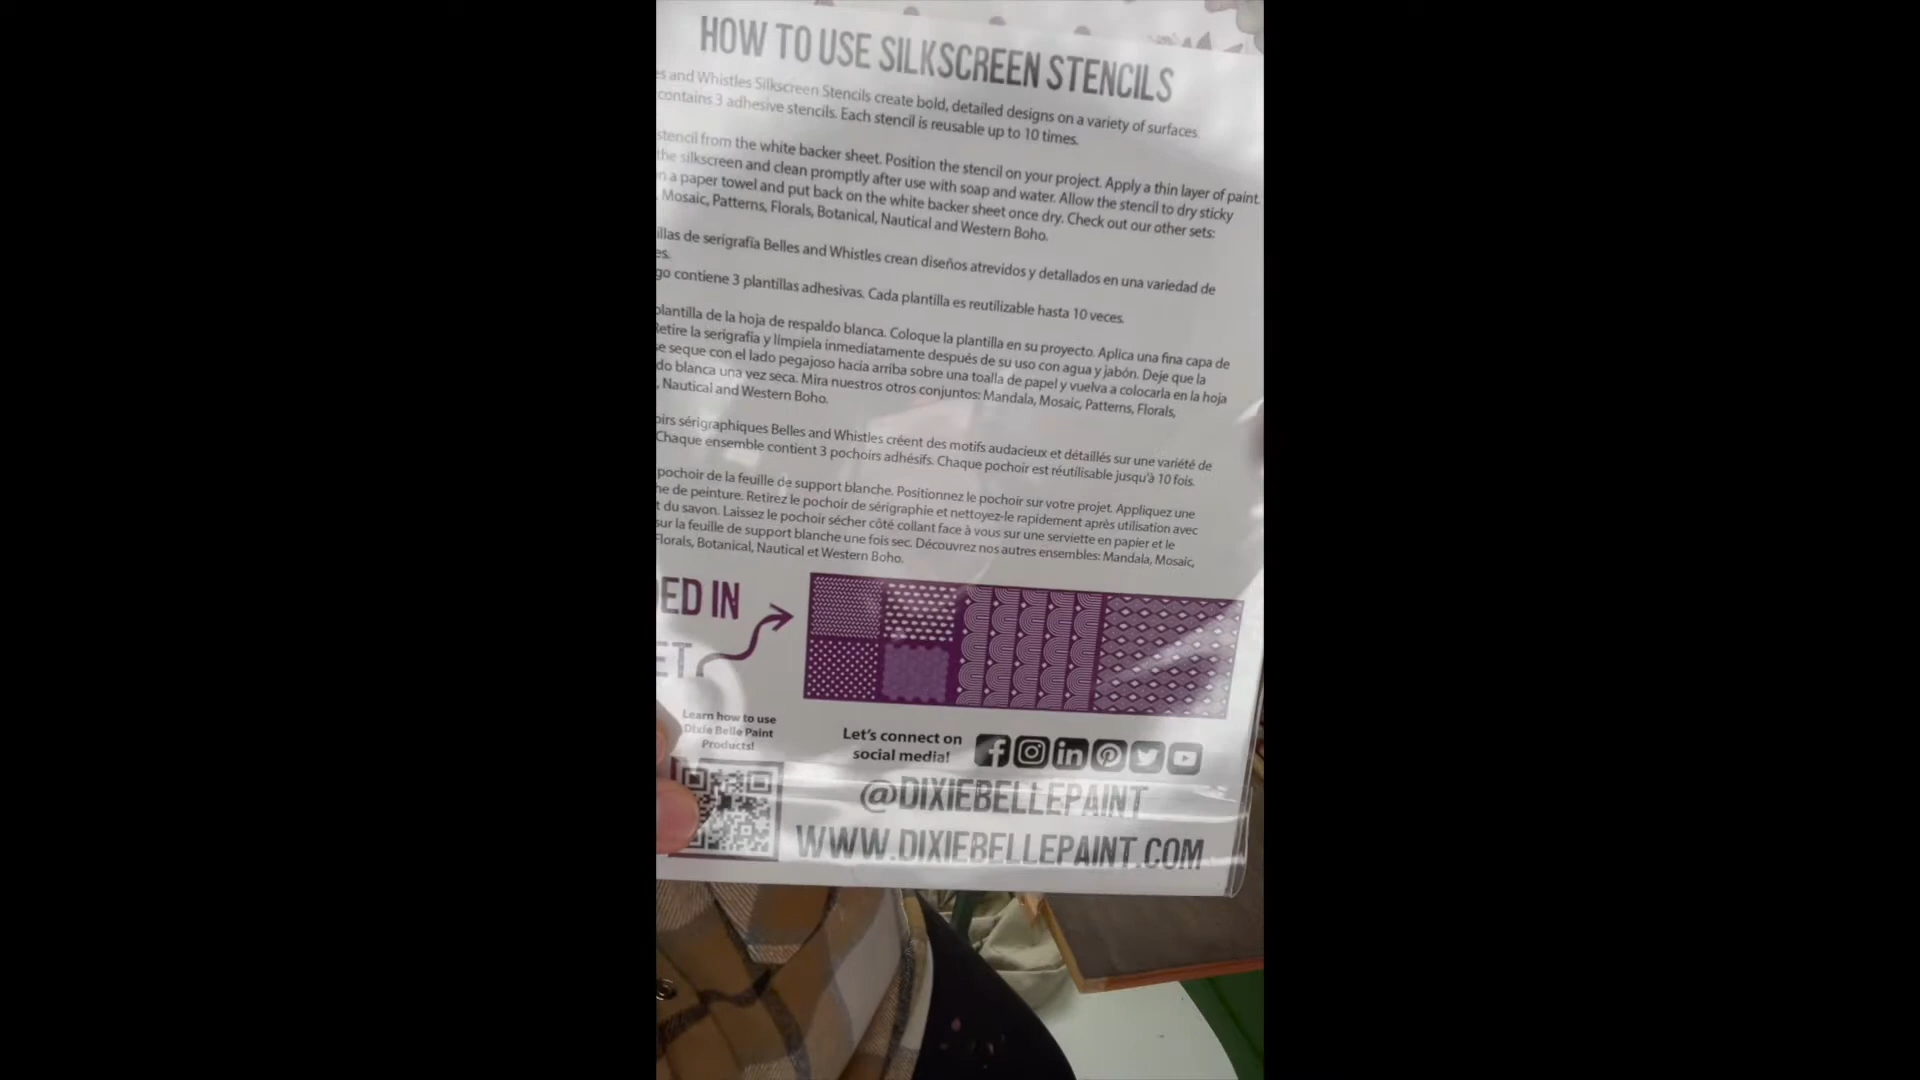 HOW TO USE SILKSCREEN STENCILS
and Whistles Silkscreen Stencils create bold, detailed designs on a variety of surfaces.
contains 3 adhesive stencils. Each stencil is reusable up to 10 times.
stencil from the white backer sheet. Position the stencil on your project. Apply a thin layer of paint.
the silkscreen and clean promptly after use with soap and water. Allow the stencil to dry sticky
a paper towel and put back on the white backer sheet once dry. Check out our other sets:
Mosaic, Patterns, Florals, Botanical, Nautical and Western Boho.
illas de serigrafía Belles and Whistles crean diseños atrevidos y detallados en una variedad de
es.
go contiene 3 plantillas adhesivas. Cada plantilla es reutilizable hasta 10 veces.
plantilla de la hoja de respaldo blanca. Coloque la plantilla en su proyecto. Aplica una fina capa de
Retire la serigrafía y límpiela inmediatamente después de su uso con agua y jabón. Deje que la
e seque con el lado pegajoso hacia arriba sobre una toalla de papel y vuelva a colocarla en la hoja
do blanca una vez seca. Mira nuestros otros conjuntos: Mandala, Mosaic, Patterns, Florals,
, Nautical and Western Boho.
oirs sérigraphiques Belles and Whistles créent des motifs audacieux et détaillés sur une variété de
Chaque ensemble contient 3 pochoirs adhésifs. Chaque pochoir est réutilisable jusqu'à 10 fois.
pochoir de la feuille de support blanche. Positionnez le pochoir sur votre projet. Appliquez une
he de peinture. Retirez le pochoir de sérigraphie et nettoyez-le rapidement après utilisation avec
t du savon. Laissez le pochoir sécher côté collant face à vous sur une serviette en papier et le
sur la feuille de support blanche une fois sec. Découvrez nos autres ensembles: Mandala, Mosaic,
Florals, Botanical, Nautical et Western Boho.
ED IN
ET
Learn how to use
Dixie Belle Paint
Products!
Let's connect on
social media!
@DIXIEBELLEPAINT
WWW.DIXIEBELLEPAINT.COM